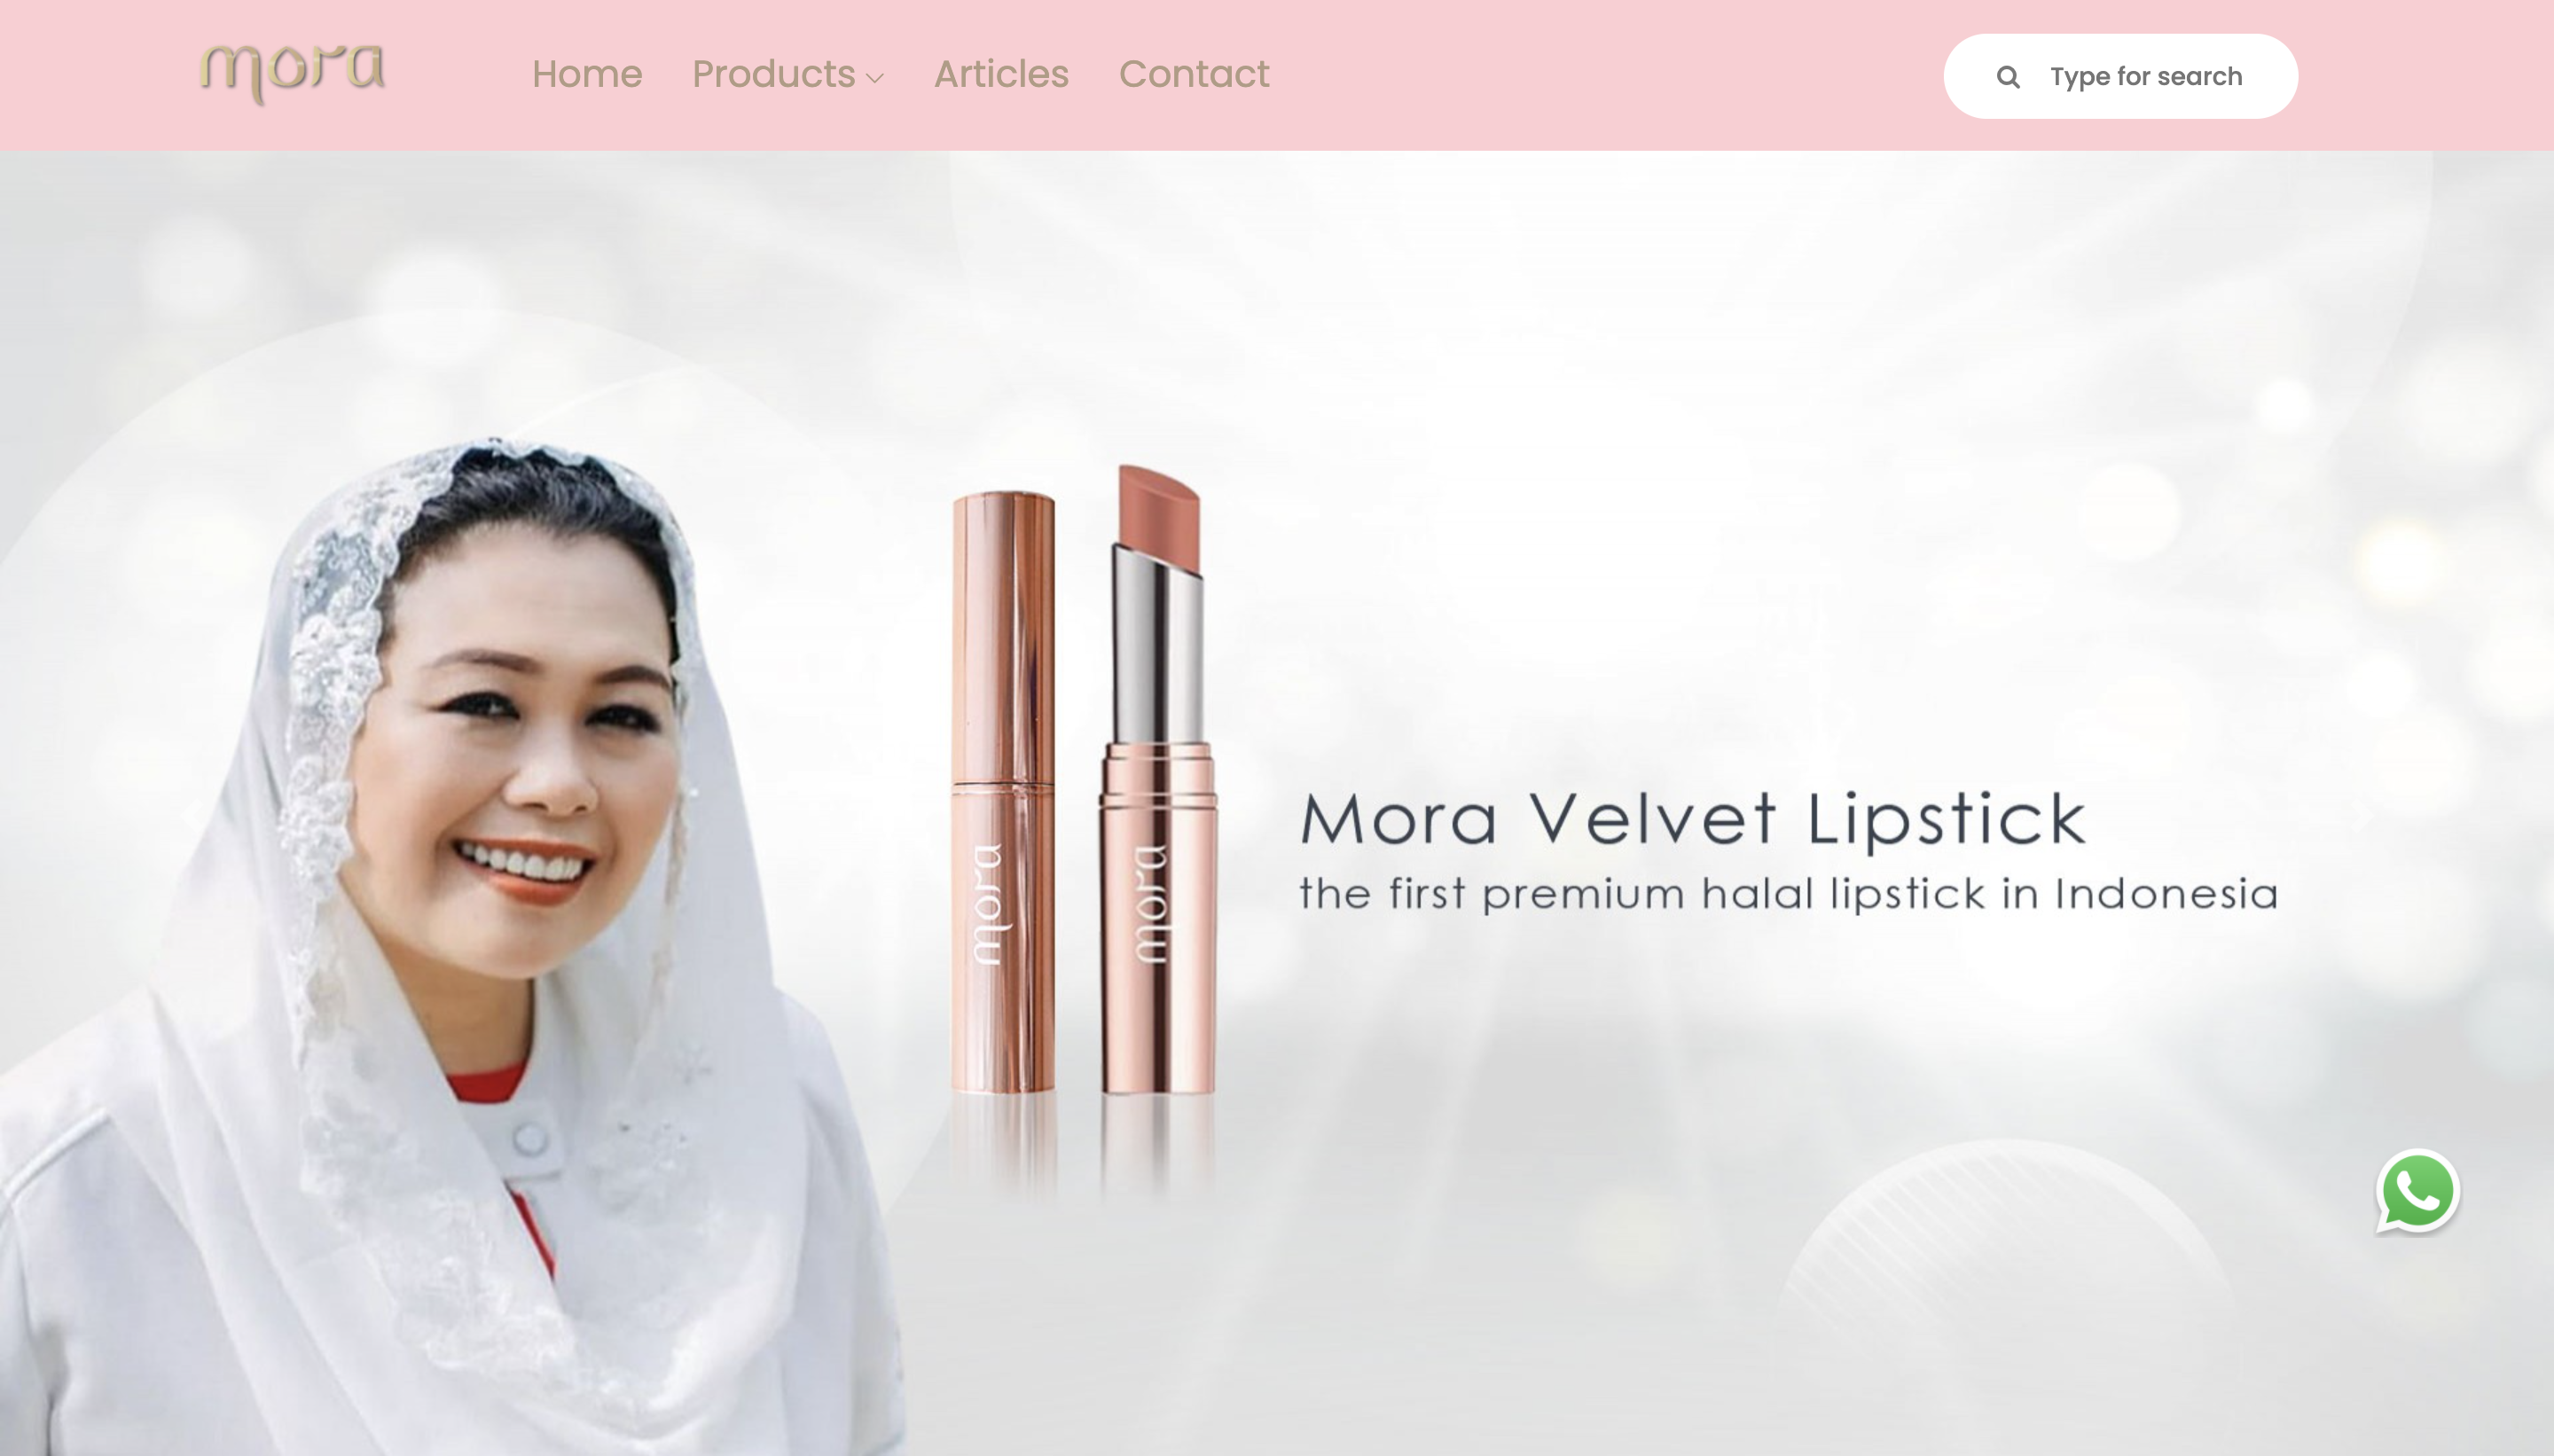 mora
Home Products Articles Contact
Type for search
mora
mora
Mora Velvet Lipstick
the first premium halal lipstick in Indonesia